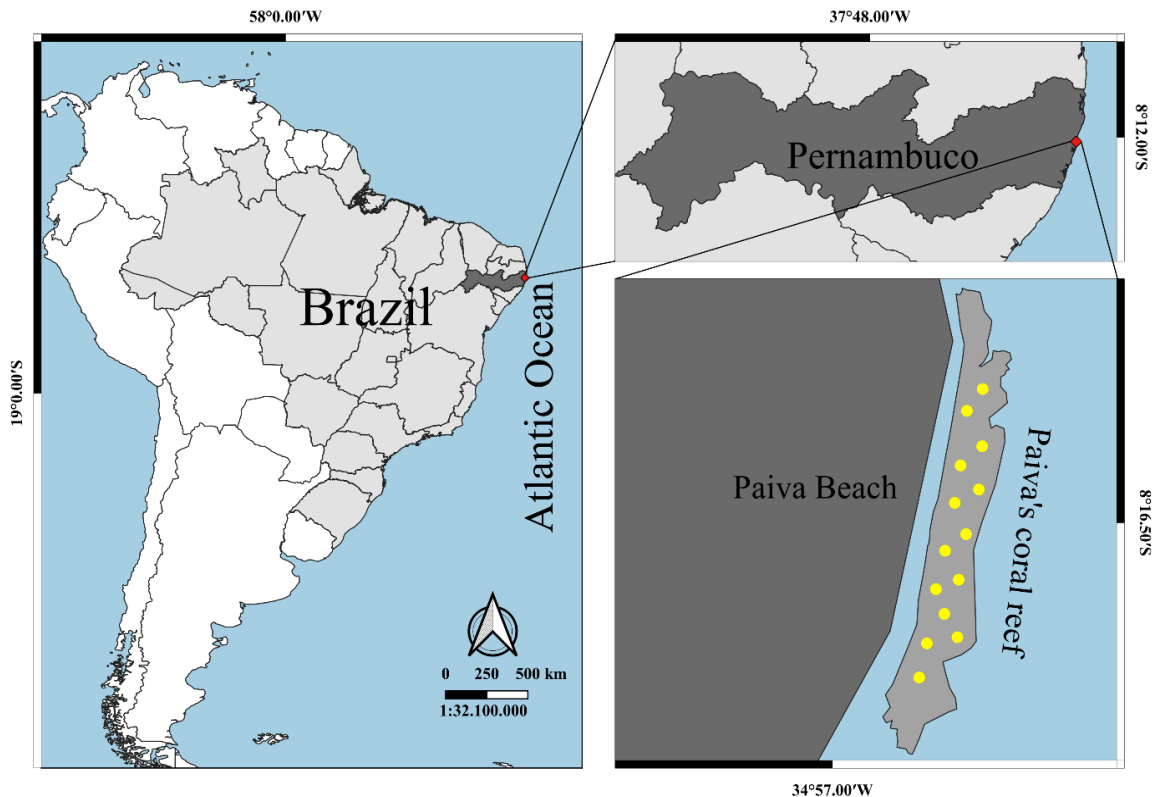 58°0.00′W
37°48.00′W
19°0.00′S
Brazil
Atlantic Ocean
0 250 500 km
1:32.100.000
Pernambuco
8°12.00′S
Paiva Beach
Paiva's coral reef
8°16.50′S
34°57.00′W